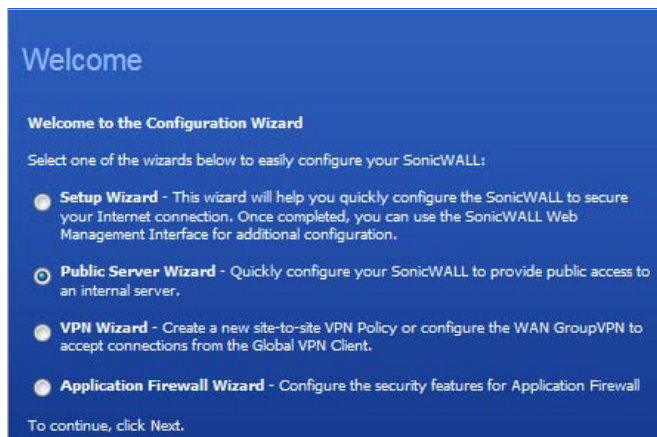 Welcome
Welcome to the Configuration Wizard
Select one of the wizards below to easily configure your SonicWALL:
Setup Wizard - This wizard will help you quickly configure the SonicWALL to secure
your Internet connection. Once completed, you can use the SonicWALL Web
Management Interface for additional configuration.
Public Server Wizard - Quickly configure your SonicWALL to provide public access to
an internal server.
VPN Wizard - Create a new site-to-site VPN Policy or configure the WAN GroupVPN to
accept connections from the Global VPN Client.
Application Firewall Wizard - Configure the security features for Application Firewall
To continue, click Next.